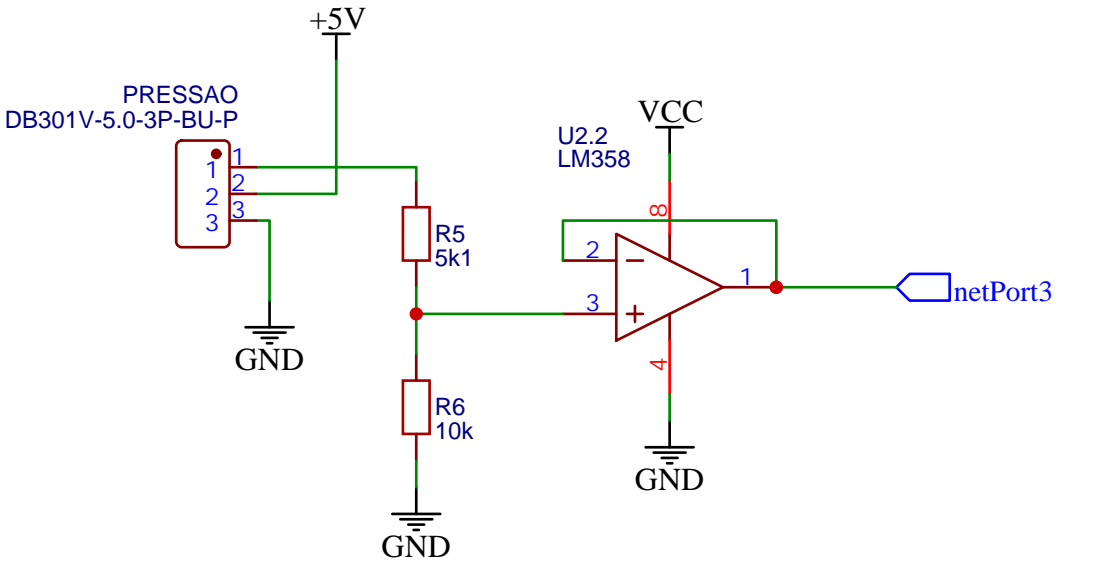 +5V
PRESSAO
DB301V-5.0-3P-BU-P
1
1
2
2
3
3
GND
R5
5k1
R6
10k
GND
VCC
U2.2
LM358
8
2
3
1
4
GND
netPort3